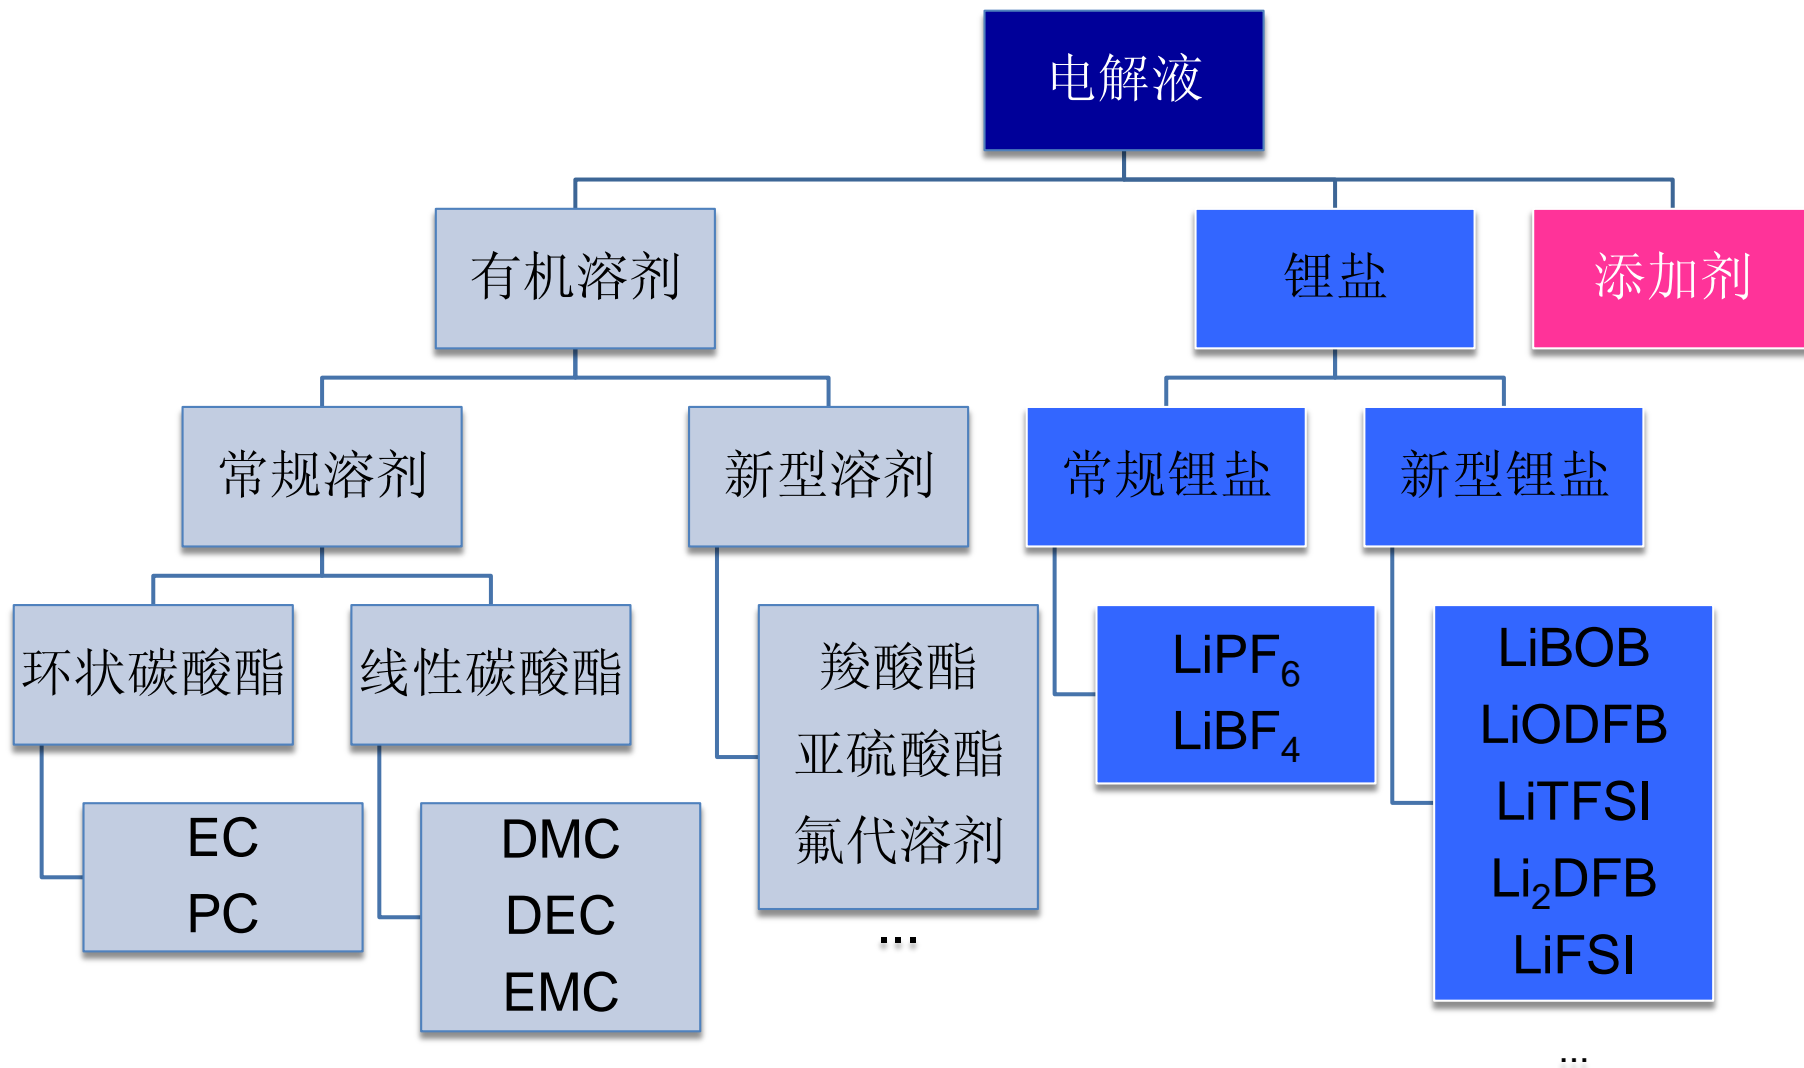 电解液
有机溶剂
锂盐
添加剂
常规溶剂
新型溶剂
常规锂盐
新型锂盐
环状碳酸酯
线性碳酸酯
羧酸酯
亚硫酸酯
氟代溶剂
...
LiPF₆
LiBF₄
LiBOB
LiODFB
LiTFSI
Li₂DFB
LiFSI
...
EC
PC
DMC
DEC
EMC